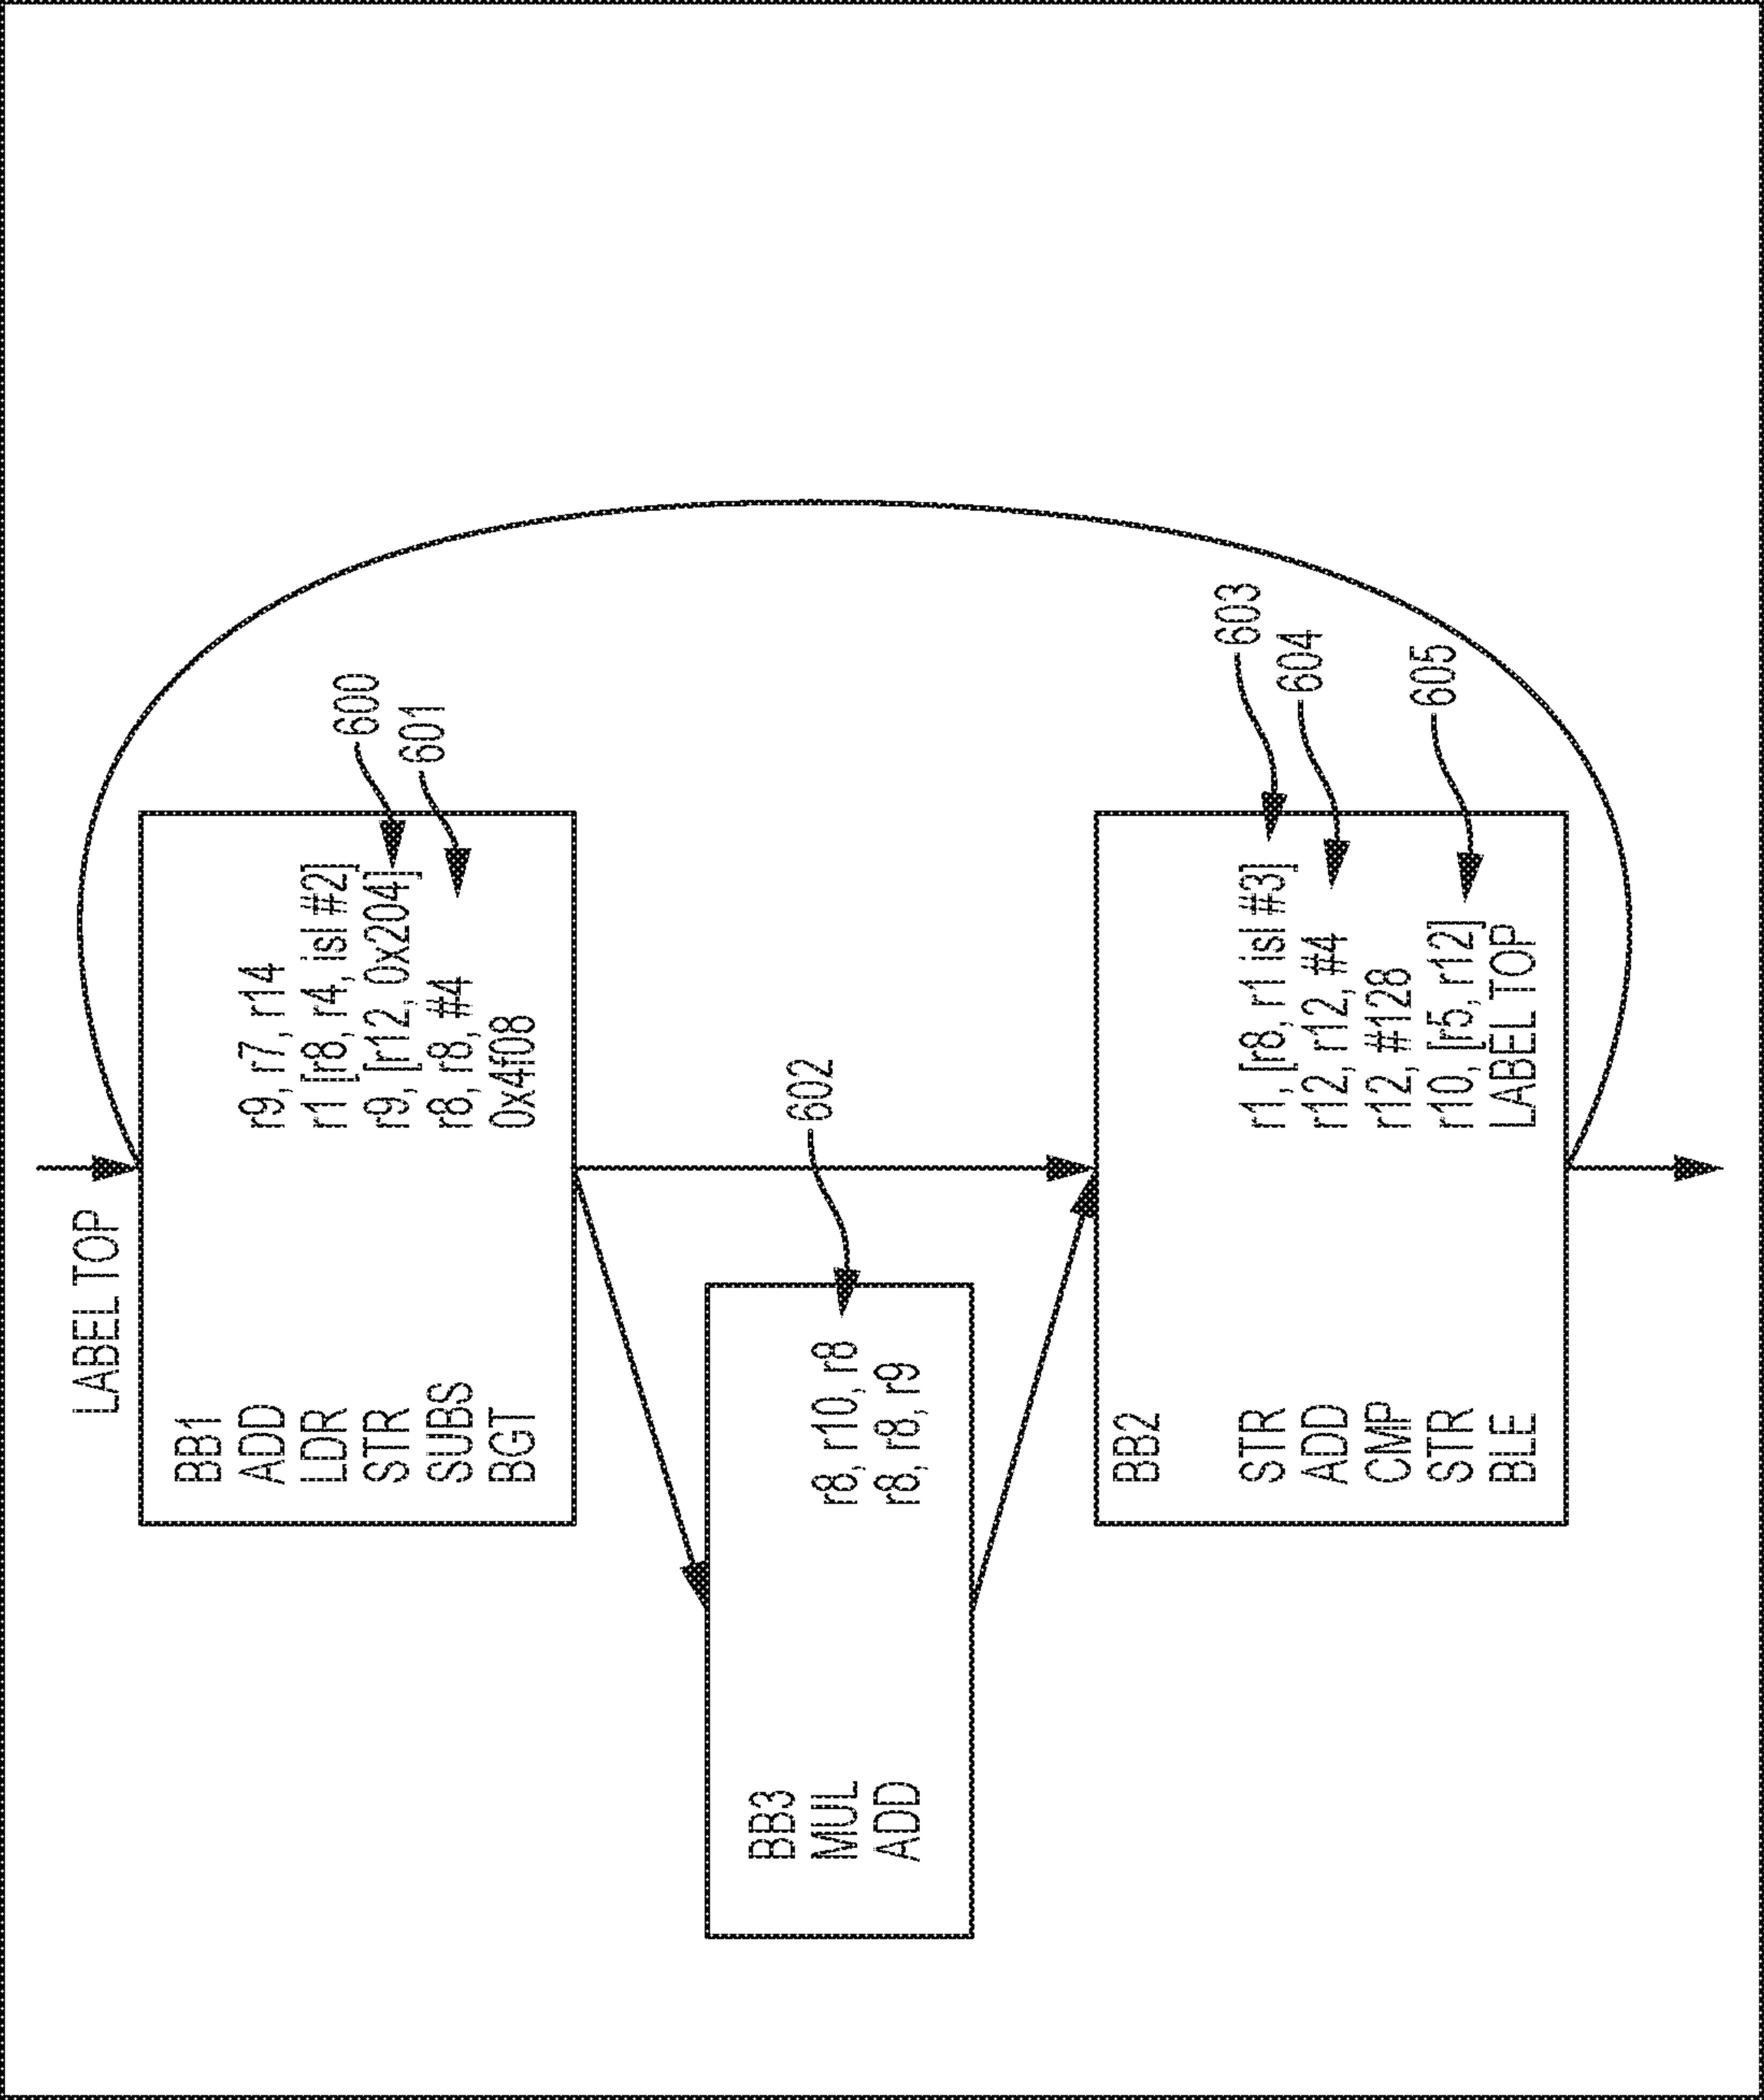 LABEL TOP
BB1
ADD r9, r7, r14
LDR r1 [r8, r4, isl #2]
STR r9, [r12, 0x204]
SUBS r8, r8, #4
BGT 0x4f08
600
601
BB3
MUL r8, r10, r8
ADD r8, r8, r9
602
BB2
STR r1, [r8, r1 isl #3]
ADD r12, r12, #4
CMP r12, #128
STR r10, [r5, r12]
BLE LABEL TOP
603
604
605